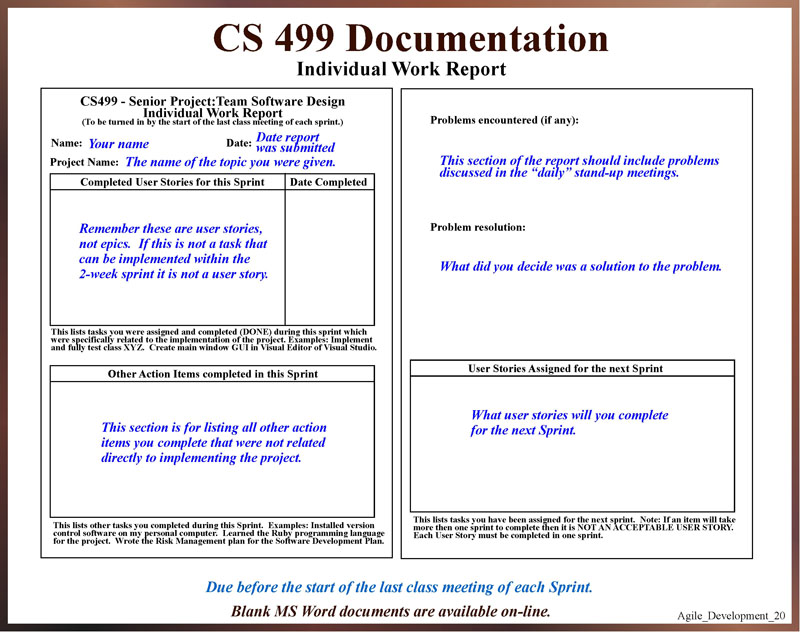 CS 499 Documentation
Individual Work Report
CS499 - Senior Project:Team Software Design
Individual Work Report
(To be turned in by the start of the last class meeting of each sprint.)
Name: Your name Date: Date report
was submitted
Project Name: The name of the topic you were given.
Completed User Stories for this Sprint Date Completed
Remember these are user stories,
not epics. If this is not a task that
can be implemented within the
2-week sprint it is not a user story.
This lists tasks you were assigned and completed (DONE) during this sprint which
were specifically related to the implementation of the project. Examples: Implement
and fully test class XYZ. Create main window GUI in Visual Editor of Visual Studio.
Other Action Items completed in this Sprint
This section is for listing all other action
items you complete that were not related
directly to implementing the project.
This lists other tasks you completed during this Sprint. Examples: Installed version
control software on my personal computer. Learned the Ruby programming language
for the project. Wrote the Risk Management plan for the Software Development Plan.
Problems encountered (if any):
This section of the report should include problems
discussed in the “daily” stand-up meetings.
Problem resolution:
What did you decide was a solution to the problem.
User Stories Assigned for the next Sprint
What user stories will you complete
for the next Sprint.
This lists tasks you have been assigned for the next sprint. Note: If an item will take
more then one sprint to complete then it is NOT AN ACCEPTABLE USER STORY.
Each User Story must be completed in one sprint.
Due before the start of the last class meeting of each Sprint.
Blank MS Word documents are available on-line.
Agile_Development_20